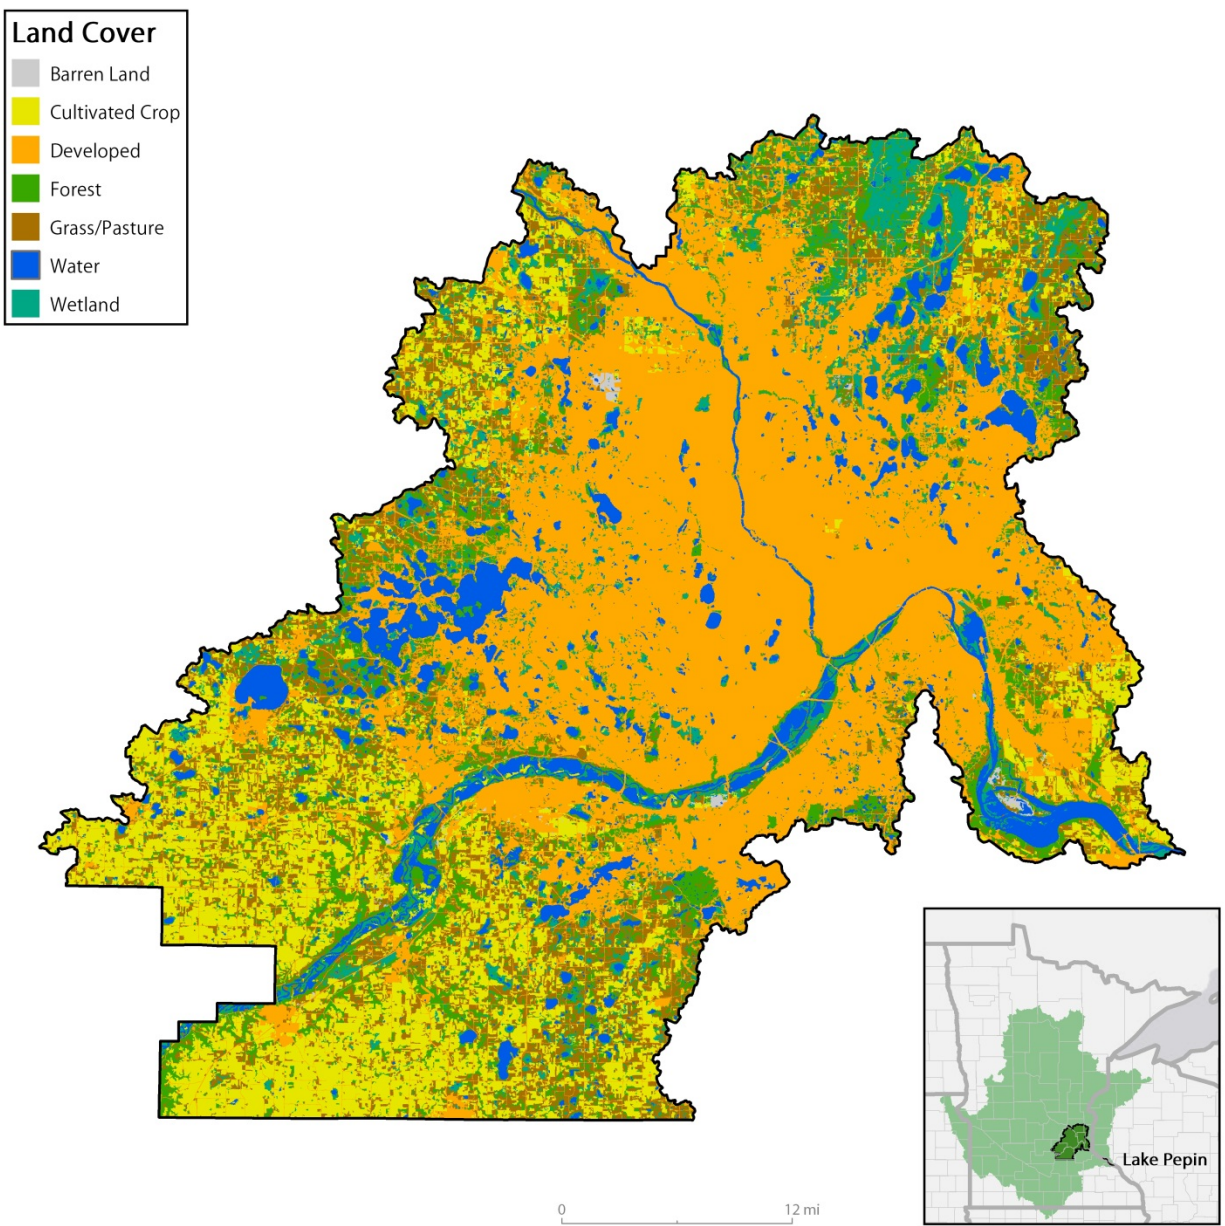 Land Cover
Barren Land
Cultivated Crop
Developed
Forest
Grass/Pasture
Water
Wetland
Lake Pepin
0 12 mi